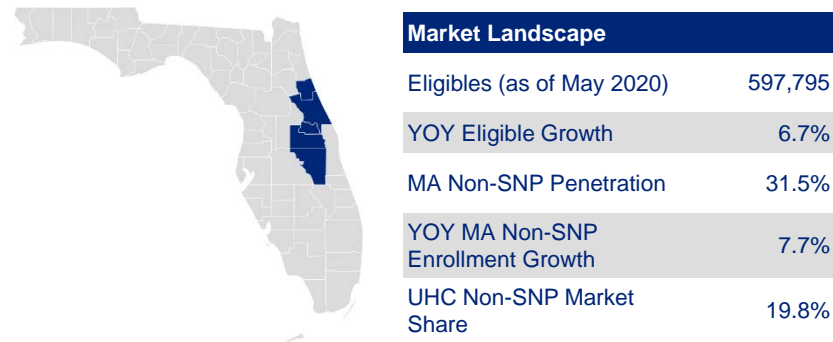 Market Landscape
Eligibles (as of May 2020) 597,795
YOY Eligible Growth 6.7%
MA Non-SNP Penetration 31.5%
YOY MA Non-SNP
Enrollment Growth 7.7%
UHC Non-SNP Market
Share 19.8%